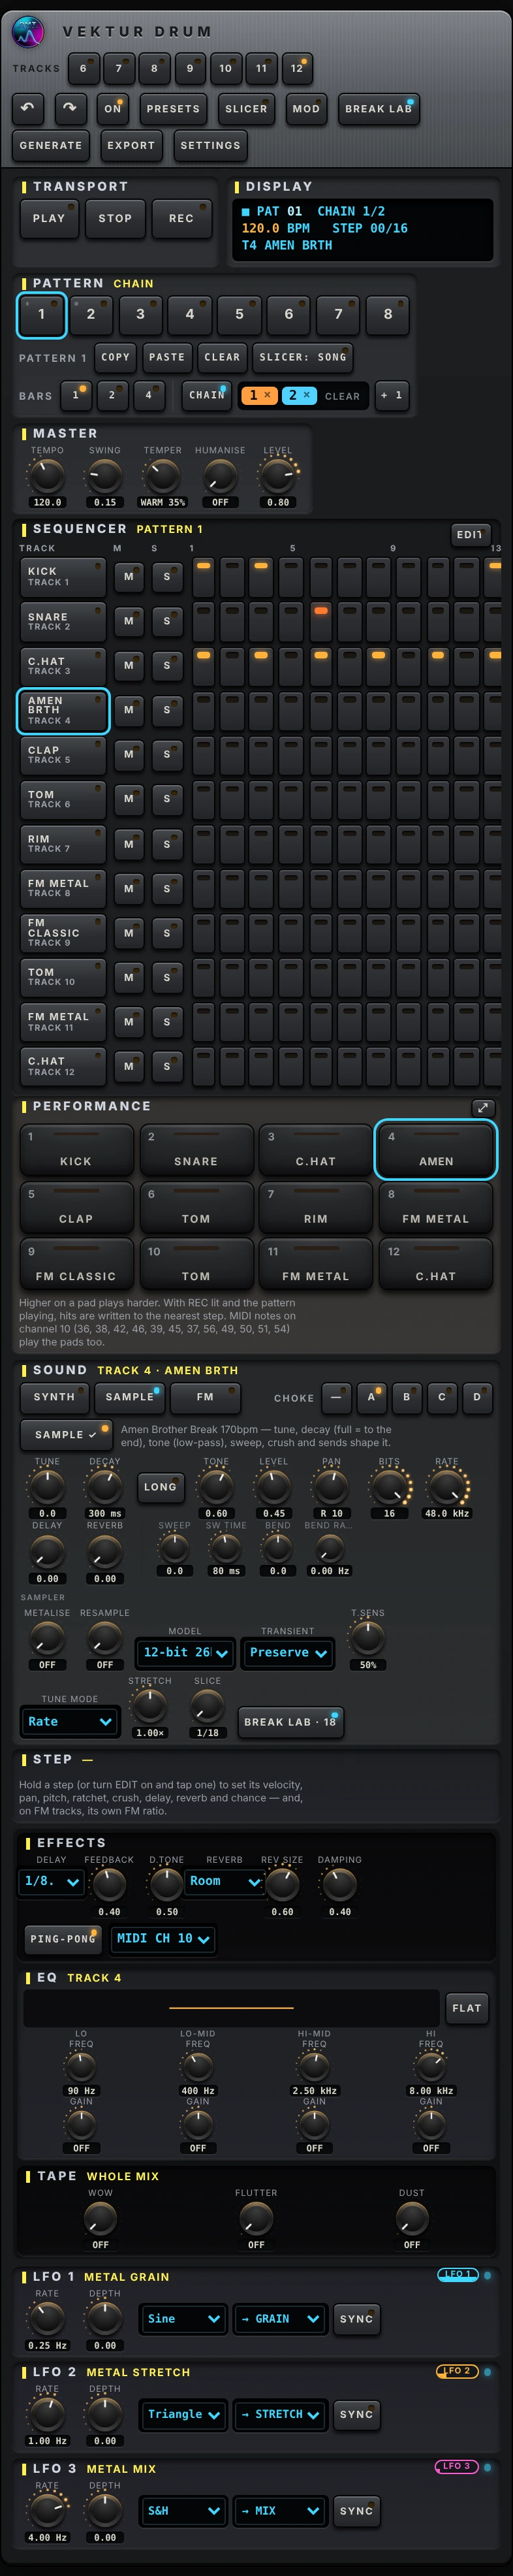 VEKTUR DRUM
TRACKS 6 7 8 9 10 11 12
↶ ↷ ON PRESETS SLICER MOD BREAK LAB
GENERATE EXPORT SETTINGS
TRANSPORT
PLAY STOP REC
DISPLAY
■ PAT 01 CHAIN 1/2
120.0 BPM STEP 00/16
T4 AMEN BRTH
PATTERN CHAIN
1 2 3 4 5 6 7 8
PATTERN 1 COPY PASTE CLEAR SLICER: SONG
BARS 1 2 4 CHAIN 1 × 2 × CLEAR + 1
MASTER
TEMPO SWING TEMPER HUMANISE LEVEL
120.0 0.15 WARM 35% OFF 0.80
SEQUENCER PATTERN 1 EDIT
TRACK M S 1 5 9 13
KICK M S
TRACK 1
SNARE M S
TRACK 2
C.HAT M S
TRACK 3
AMEN
BRTH M S
TRACK 4
CLAP M S
TRACK 5
TOM M S
TRACK 6
RIM M S
TRACK 7
FM METAL M S
TRACK 8
FM
CLASSIC M S
TRACK 9
TOM M S
TRACK 10
FM METAL M S
TRACK 11
C.HAT M S
TRACK 12
PERFORMANCE ⤢
1 2 3 4
KICK SNARE C.HAT AMEN
5 6 7 8
CLAP TOM RIM FM METAL
9 10 11 12
FM CLASSIC TOM FM METAL C.HAT
Higher on a pad plays harder. With REC lit and the pattern
playing, hits are written to the nearest step. MIDI notes on
channel 10 (36, 38, 42, 46, 39, 45, 37, 56, 49, 50, 51, 54)
play the pads too.
SOUND TRACK 4 · AMEN BRTH
SYNTH SAMPLE FM CHOKE — A B C D
SAMPLE ✓
Amen Brother Break 170bpm — tune, decay (full = to the
end), tone (low-pass), sweep, crush and sends shape it.
TUNE DECAY TONE LEVEL PAN BITS RATE
LONG
0.0 300 ms 0.60 0.45 R 10 16 48.0 kHz
DELAY REVERB SWEEP SW TIME BEND BEND RA…
0.0 80 ms 0.0 0.00 Hz
0.00 0.00
SAMPLER
METALISE RESAMPLE MODEL TRANSIENT T.SENS
12-bit 26 Preserve
OFF OFF 50%
TUNE MODE STRETCH SLICE
Rate BREAK LAB · 18
1.00× 1/18
STEP —
Hold a step (or turn EDIT on and tap one) to set its velocity,
pan, pitch, ratchet, crush, delay, reverb and chance — and,
on FM tracks, its own FM ratio.
EFFECTS
DELAY FEEDBACK D.TONE REVERB REV SIZE DAMPING
1/8. Room
0.40 0.50 0.60 0.40
PING-PONG MIDI CH 10
EQ TRACK 4
FLAT
LO LO-MID HI-MID HI
FREQ FREQ FREQ FREQ
90 Hz 400 Hz 2.50 kHz 8.00 kHz
GAIN GAIN GAIN GAIN
OFF OFF OFF OFF
TAPE WHOLE MIX
WOW FLUTTER DUST
OFF OFF OFF
LFO 1 METAL GRAIN LFO 1
RATE DEPTH
Sine → GRAIN SYNC
0.25 Hz 0.00
LFO 2 METAL STRETCH LFO 2
RATE DEPTH
Triangle → STRETCH SYNC
1.00 Hz 0.00
LFO 3 METAL MIX LFO 3
RATE DEPTH
S&H → MIX SYNC
4.00 Hz 0.00